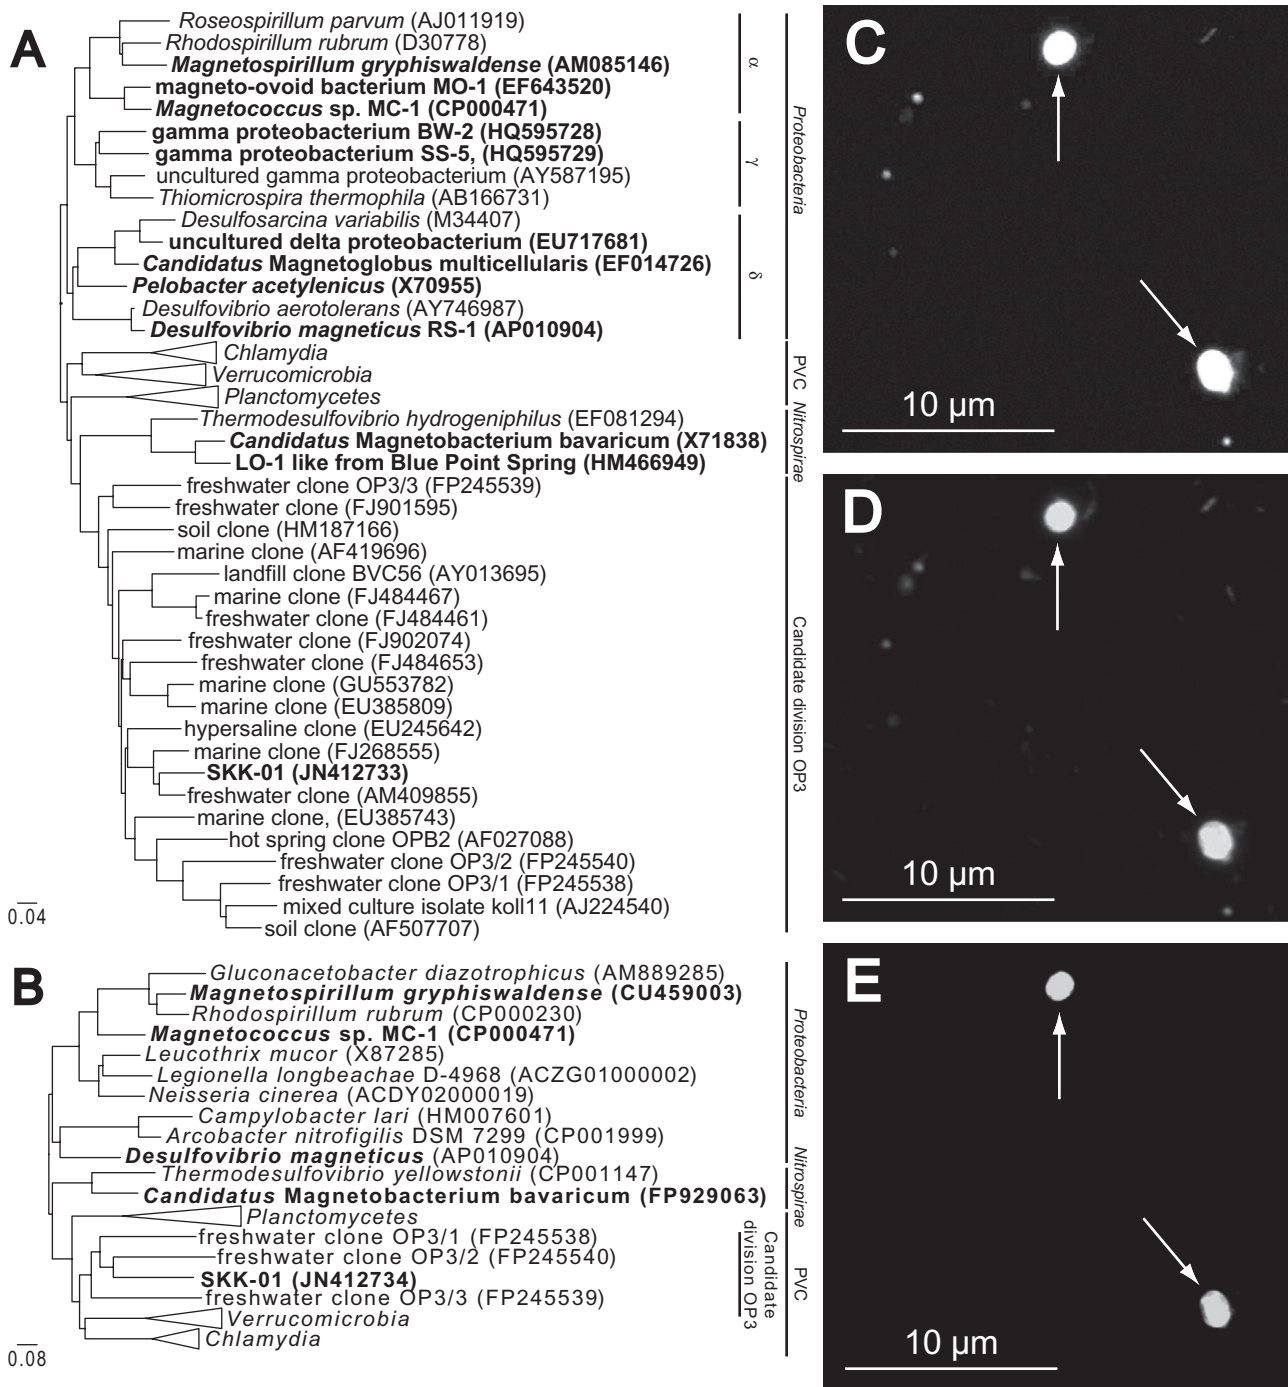 A
Roseospirillum parvum (AJ011919)
Rhodospirillum rubrum (D30778)
Magnetospirillum gryphiswaldense (AM085146)
magneto-ovoid bacterium MO-1 (EF643520)
Magnetococcus sp. MC-1 (CP000471)
gamma proteobacterium BW-2 (HQ595728)
gamma proteobacterium SS-5, (HQ595729)
uncultured gamma proteobacterium (AY587195)
Thiomicrospira thermophila (AB166731)
Desulfosarcina variabilis (M34407)
uncultured delta proteobacterium (EU717681)
Candidatus Magnetoglobus multicellularis (EF014726)
Pelobacter acetylenicus (X70955)
Desulfovibrio aerotolerans (AY746987)
Desulfovibrio magneticus RS-1 (AP010904)
Chlamydia
Verrucomicrobia
Planctomycetes
Thermodesulfovibrio hydrogeniphilus (EF081294)
Candidatus Magnetobacterium bavaricum (X71838)
LO-1 like from Blue Point Spring (HM466949)
freshwater clone OP3/3 (FP245539)
freshwater clone (FJ901595)
soil clone (HM187166)
marine clone (AF419696)
landfill clone BVC56 (AY013695)
marine clone (FJ484467)
freshwater clone (FJ484461)
freshwater clone (FJ902074)
freshwater clone (FJ484653)
marine clone (GU553782)
marine clone (EU385809)
hypersaline clone (EU245642)
marine clone (FJ268555)
SKK-01 (JN412733)
freshwater clone (AM409855)
marine clone, (EU385743)
hot spring clone OPB2 (AF027088)
freshwater clone OP3/2 (FP245540)
freshwater clone OP3/1 (FP245538)
mixed culture isolate koll11 (AJ224540)
soil clone (AF507707)
0.04
α
γ
δ
Proteobacteria
PVC
Nitrospirae
Candidate division OP3
B
Gluconacetobacter diazotrophicus (AM889285)
Magnetospirillum gryphiswaldense (CU459003)
Rhodospirillum rubrum (CP000230)
Magnetococcus sp. MC-1 (CP000471)
Leucothrix mucor (X87285)
Legionella longbeachae D-4968 (ACZG01000002)
Neisseria cinerea (ACDY02000019)
Campylobacter lari (HM007601)
Arcobacter nitrofigilis DSM 7299 (CP001999)
Desulfovibrio magneticus (AP010904)
Thermodesulfovibrio yellowstonii (CP001147)
Candidatus Magnetobacterium bavaricum (FP929063)
Planctomycetes
freshwater clone OP3/1 (FP245538)
freshwater clone OP3/2 (FP245540)
SKK-01 (JN412734)
freshwater clone OP3/3 (FP245539)
Verrucomicrobia
Chlamydia
0.08
Proteobacteria
Nitrospirae
Candidate
division OP3
PVC
C
10 µm
D
10 µm
E
10 µm